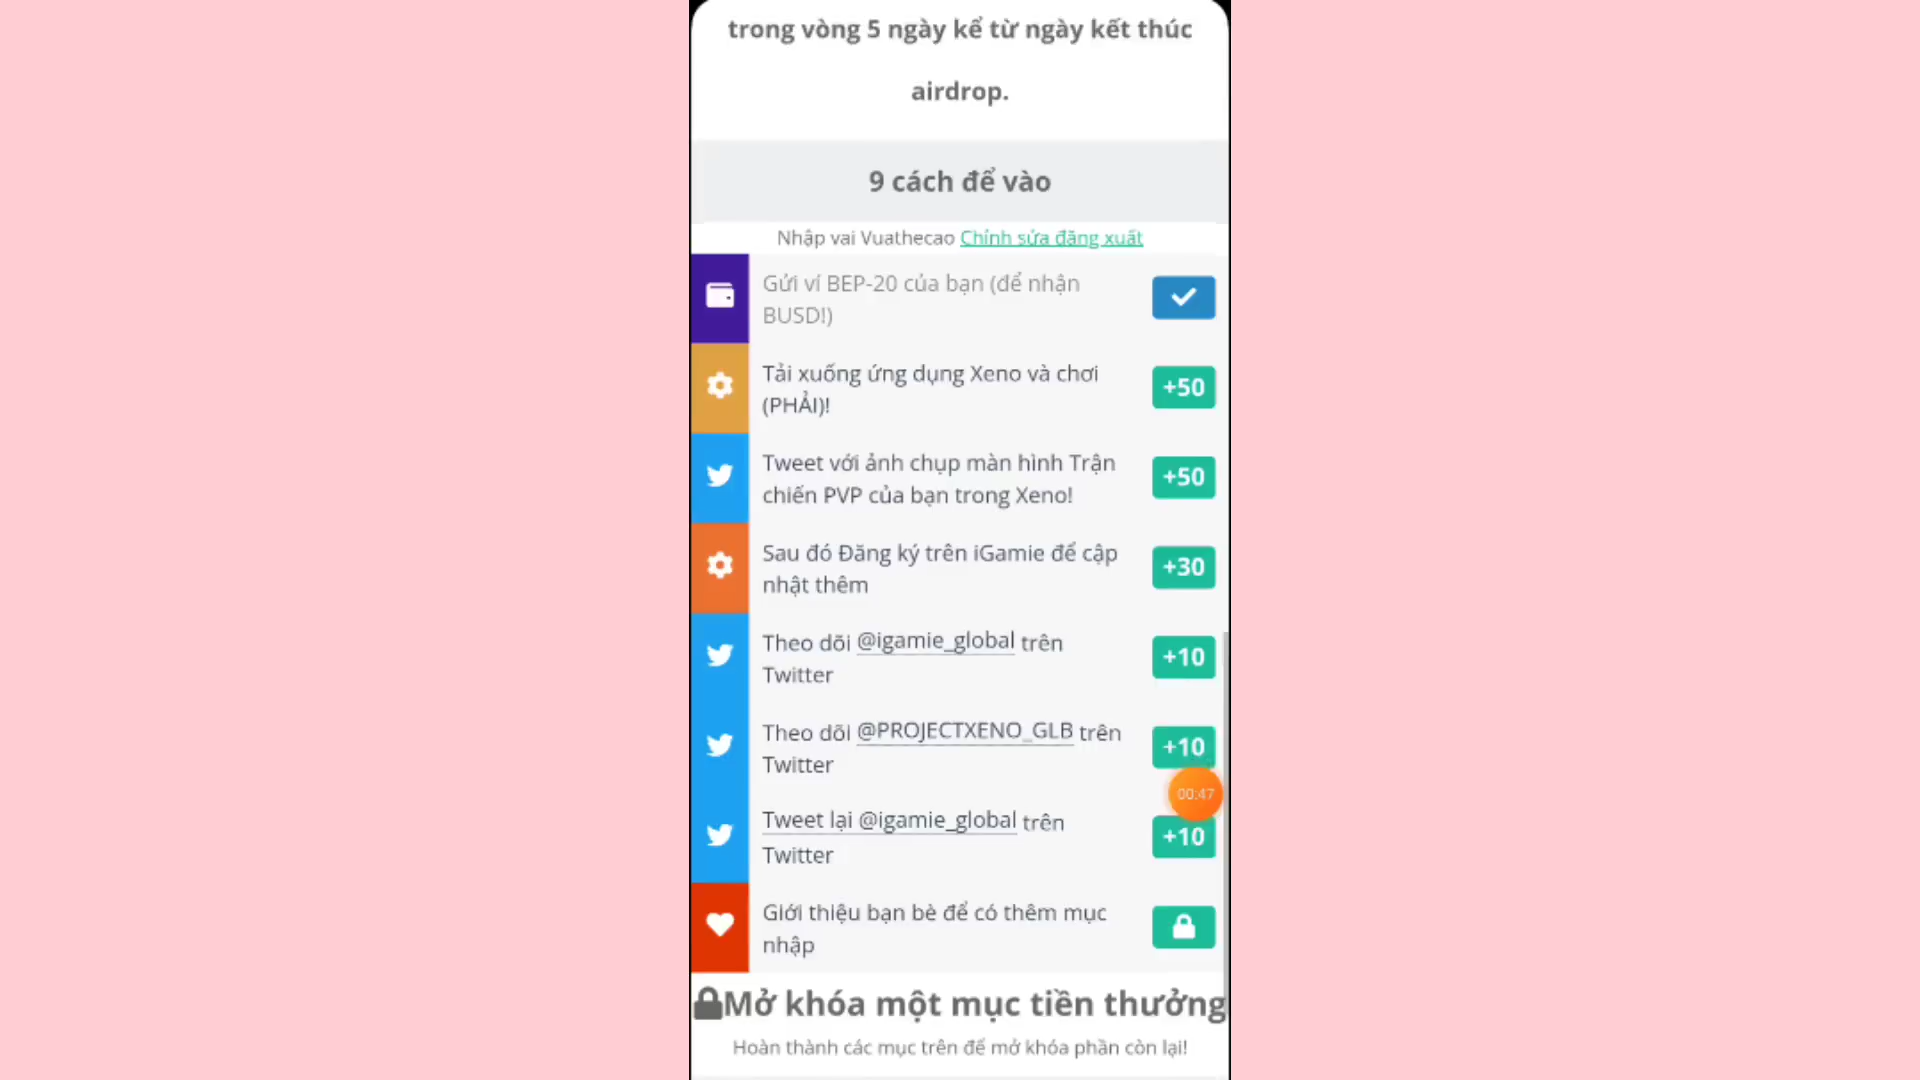 trong vòng 5 ngày kể từ ngày kết thúc
airdrop.
9 cách để vào
Nhập vai Vuathecao Chỉnh sửa đăng xuất
Gửi ví BEP-20 của bạn (để nhận
BUSD!)
Tải xuống ứng dụng Xeno và chơi
(PHẢI)!
+50
Tweet với ảnh chụp màn hình Trận
chiến PVP của bạn trong Xeno!
+50
Sau đó Đăng ký trên iGamie để cập
nhật thêm
+30
Theo dõi @igamie_global trên
Twitter
+10
Theo dõi @PROJECTXENO_GLB trên
Twitter
+10
00:47
Tweet lại @igamie_global trên
Twitter
+10
Giới thiệu bạn bè để có thêm mục
nhập
Mở khóa một mục tiền thưởng
Hoàn thành các mục trên để mở khóa phần còn lại!